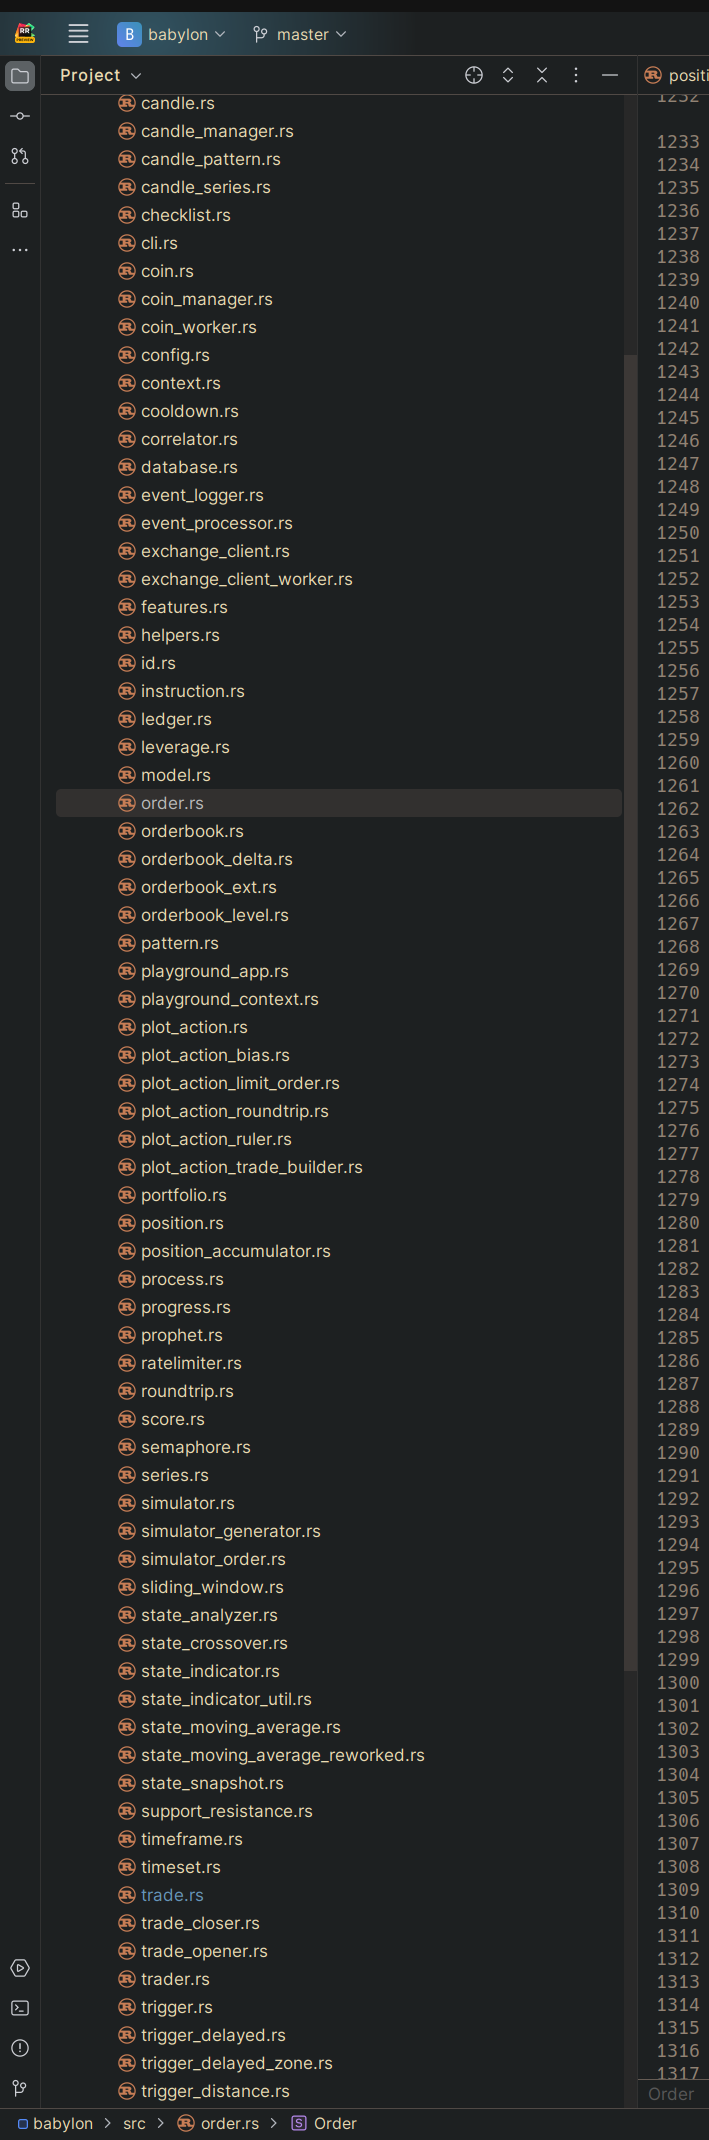 B babylon master
Project
positi
candle.rs
candle_manager.rs
candle_pattern.rs
candle_series.rs
checklist.rs
cli.rs
coin.rs
coin_manager.rs
coin_worker.rs
config.rs
context.rs
cooldown.rs
correlator.rs
database.rs
event_logger.rs
event_processor.rs
exchange_client.rs
exchange_client_worker.rs
features.rs
helpers.rs
id.rs
instruction.rs
ledger.rs
leverage.rs
model.rs
order.rs
orderbook.rs
orderbook_delta.rs
orderbook_ext.rs
orderbook_level.rs
pattern.rs
playground_app.rs
playground_context.rs
plot_action.rs
plot_action_bias.rs
plot_action_limit_order.rs
plot_action_roundtrip.rs
plot_action_ruler.rs
plot_action_trade_builder.rs
portfolio.rs
position.rs
position_accumulator.rs
process.rs
progress.rs
prophet.rs
ratelimiter.rs
roundtrip.rs
score.rs
semaphore.rs
series.rs
simulator.rs
simulator_generator.rs
simulator_order.rs
sliding_window.rs
state_analyzer.rs
state_crossover.rs
state_indicator.rs
state_indicator_util.rs
state_moving_average.rs
state_moving_average_reworked.rs
state_snapshot.rs
support_resistance.rs
timeframe.rs
timeset.rs
trade.rs
trade_closer.rs
trade_opener.rs
trader.rs
trigger.rs
trigger_delayed.rs
trigger_delayed_zone.rs
trigger_distance.rs
1232
1233
1234
1235
1236
1237
1238
1239
1240
1241
1242
1243
1244
1245
1246
1247
1248
1249
1250
1251
1252
1253
1254
1255
1256
1257
1258
1259
1260
1261
1262
1263
1264
1265
1266
1267
1268
1269
1270
1271
1272
1273
1274
1275
1276
1277
1278
1279
1280
1281
1282
1283
1284
1285
1286
1287
1288
1289
1290
1291
1292
1293
1294
1295
1296
1297
1298
1299
1300
1301
1302
1303
1304
1305
1306
1307
1308
1309
1310
1311
1312
1313
1314
1315
1316
1317
Order
babylon > src > order.rs > S Order